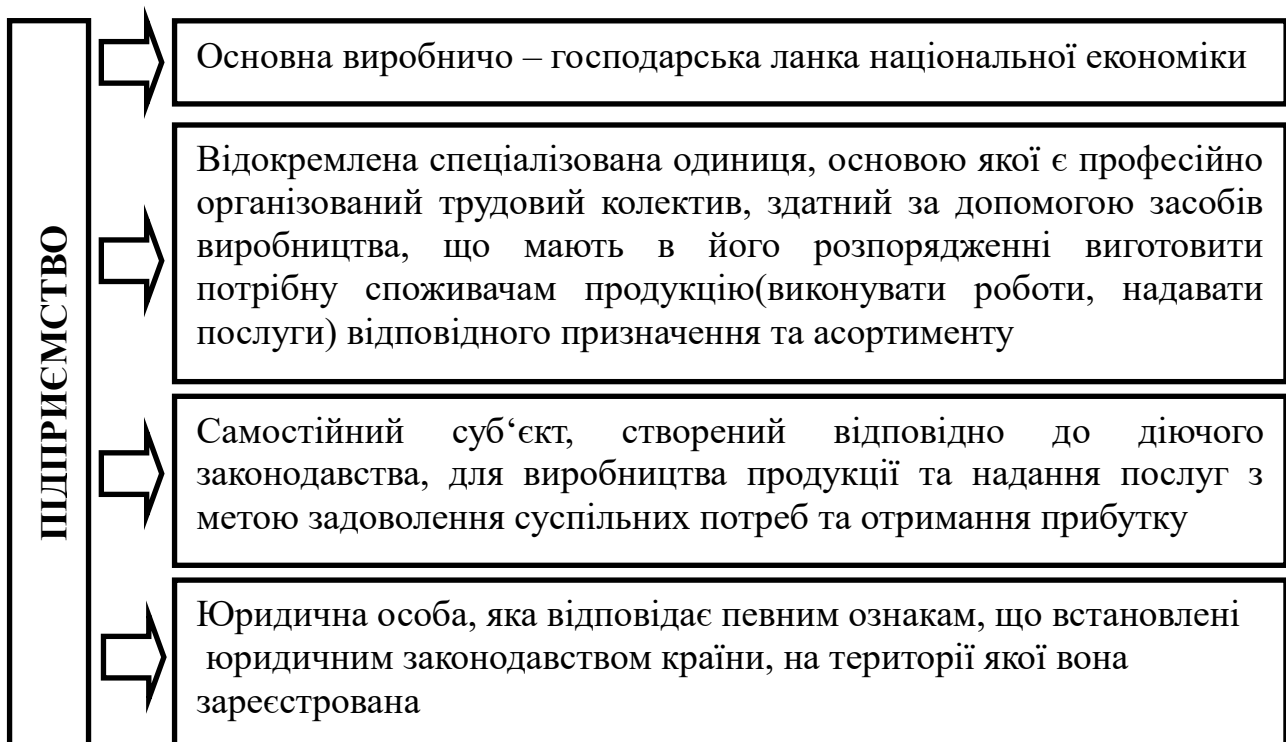 ПІДПРИЄМСТВО
Основна виробничо – господарська ланка національної економіки
Відокремлена спеціалізована одиниця, основою якої є професійно
організований трудовий колектив, здатний за допомогою засобів
виробництва, що мають в його розпорядженні виготовити
потрібну споживачам продукцію(виконувати роботи, надавати
послуги) відповідного призначення та асортименту
Самостійний суб‘єкт, створений відповідно до діючого
законодавства, для виробництва продукції та надання послуг з
метою задоволення суспільних потреб та отримання прибутку
Юридична особа, яка відповідає певним ознакам, що встановлені
юридичним законодавством країни, на території якої вона
зареєстрована